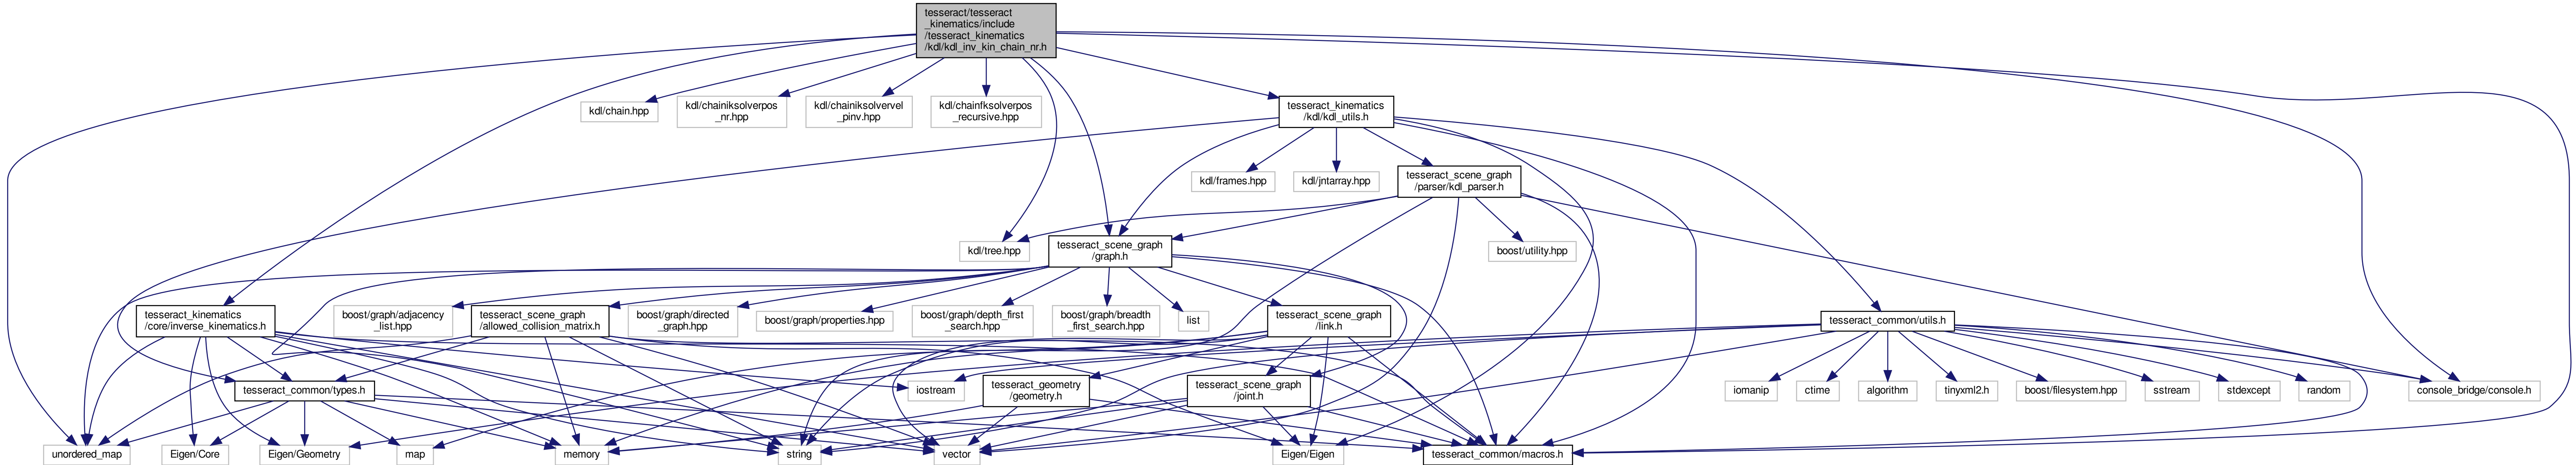 tesseract/tesseract
_kinematics/include
/tesseract_kinematics
/kdl/kdl_inv_kin_chain_nr.h
kdl/chain.hpp
kdl/chainiksolverpos
_nr.hpp
kdl/chainiksolvervel
_pinv.hpp
kdl/chainfksolverpos
_recursive.hpp
tesseract_kinematics
/kdl/kdl_utils.h
kdl/frames.hpp
kdl/jntarray.hpp
tesseract_scene_graph
/parser/kdl_parser.h
kdl/tree.hpp
tesseract_scene_graph
/graph.h
boost/utility.hpp
tesseract_kinematics
/core/inverse_kinematics.h
boost/graph/adjacency
_list.hpp
tesseract_scene_graph
/allowed_collision_matrix.h
boost/graph/directed
_graph.hpp
boost/graph/properties.hpp
boost/graph/depth_first
_search.hpp
boost/graph/breadth
_first_search.hpp
list
tesseract_scene_graph
/link.h
tesseract_common/utils.h
tesseract_common/types.h
iostream
tesseract_geometry
/geometry.h
tesseract_scene_graph
/joint.h
iomanip
ctime
algorithm
tinyxml2.h
boost/filesystem.hpp
sstream
stdexcept
random
console_bridge/console.h
unordered_map
Eigen/Core
Eigen/Geometry
map
memory
string
vector
Eigen/Eigen
tesseract_common/macros.h